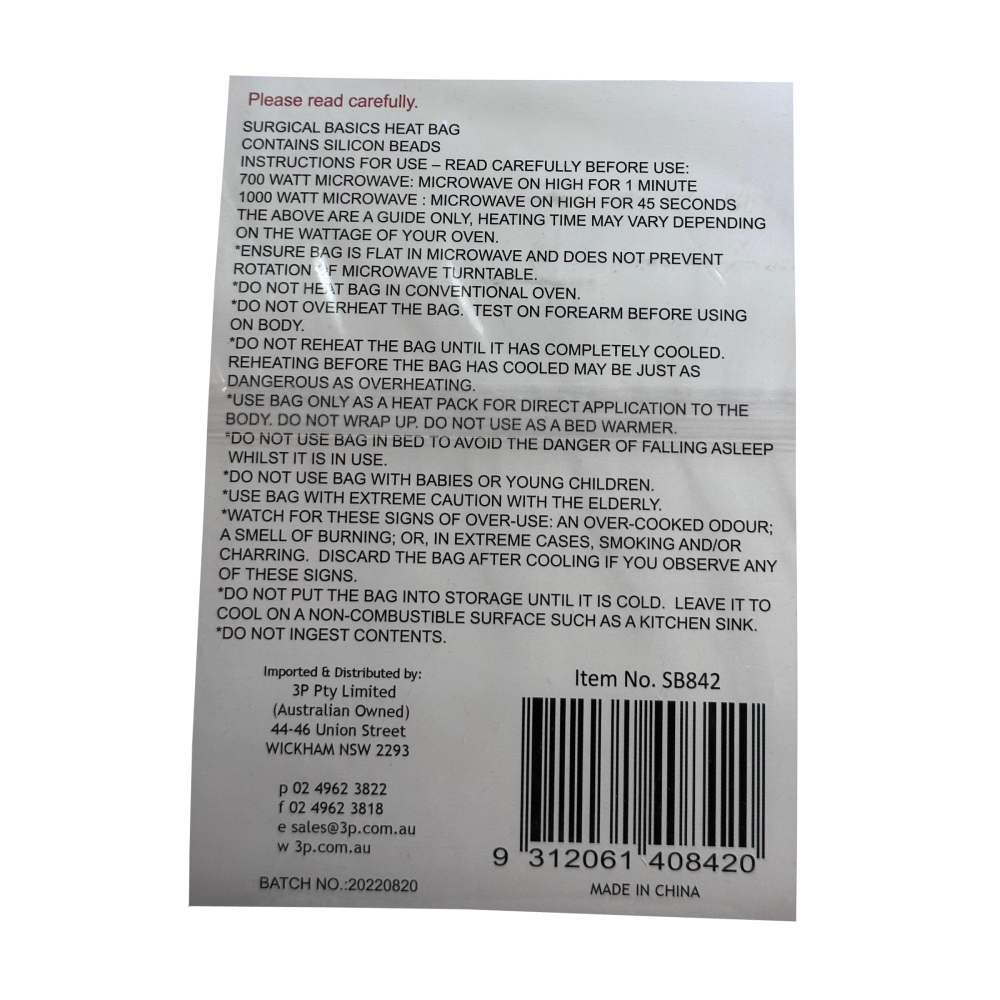 Please read carefully.
SURGICAL BASICS HEAT BAG
CONTAINS SILICON BEADS
INSTRUCTIONS FOR USE – READ CAREFULLY BEFORE USE:
700 WATT MICROWAVE: MICROWAVE ON HIGH FOR 1 MINUTE
1000 WATT MICROWAVE : MICROWAVE ON HIGH FOR 45 SECONDS
THE ABOVE ARE A GUIDE ONLY, HEATING TIME MAY VARY DEPENDING
ON THE WATTAGE OF YOUR OVEN.
*ENSURE BAG IS FLAT IN MICROWAVE AND DOES NOT PREVENT
ROTATION OF MICROWAVE TURNTABLE.
*DO NOT HEAT BAG IN CONVENTIONAL OVEN.
*DO NOT OVERHEAT THE BAG. TEST ON FOREARM BEFORE USING
ON BODY.
*DO NOT REHEAT THE BAG UNTIL IT HAS COMPLETELY COOLED.
REHEATING BEFORE THE BAG HAS COOLED MAY BE JUST AS
DANGEROUS AS OVERHEATING.
*USE BAG ONLY AS A HEAT PACK FOR DIRECT APPLICATION TO THE
BODY. DO NOT WRAP UP. DO NOT USE AS A BED WARMER.
*DO NOT USE BAG IN BED TO AVOID THE DANGER OF FALLING ASLEEP
WHILST IT IS IN USE.
*DO NOT USE BAG WITH BABIES OR YOUNG CHILDREN.
*USE BAG WITH EXTREME CAUTION WITH THE ELDERLY.
*WATCH FOR THESE SIGNS OF OVER-USE: AN OVER-COOKED ODOUR;
A SMELL OF BURNING; OR, IN EXTREME CASES, SMOKING AND/OR
CHARRING. DISCARD THE BAG AFTER COOLING IF YOU OBSERVE ANY
OF THESE SIGNS.
*DO NOT PUT THE BAG INTO STORAGE UNTIL IT IS COLD. LEAVE IT TO
COOL ON A NON-COMBUSTIBLE SURFACE SUCH AS A KITCHEN SINK.
*DO NOT INGEST CONTENTS.
Imported & Distributed by:
3P Pty Limited
(Australian Owned)
44-46 Union Street
WICKHAM NSW 2293
p 02 4962 3822
f 02 4962 3818
e sales@3p.com.au
w 3p.com.au
BATCH NO.:20220820
Item No. SB842
9 312061 408420
MADE IN CHINA